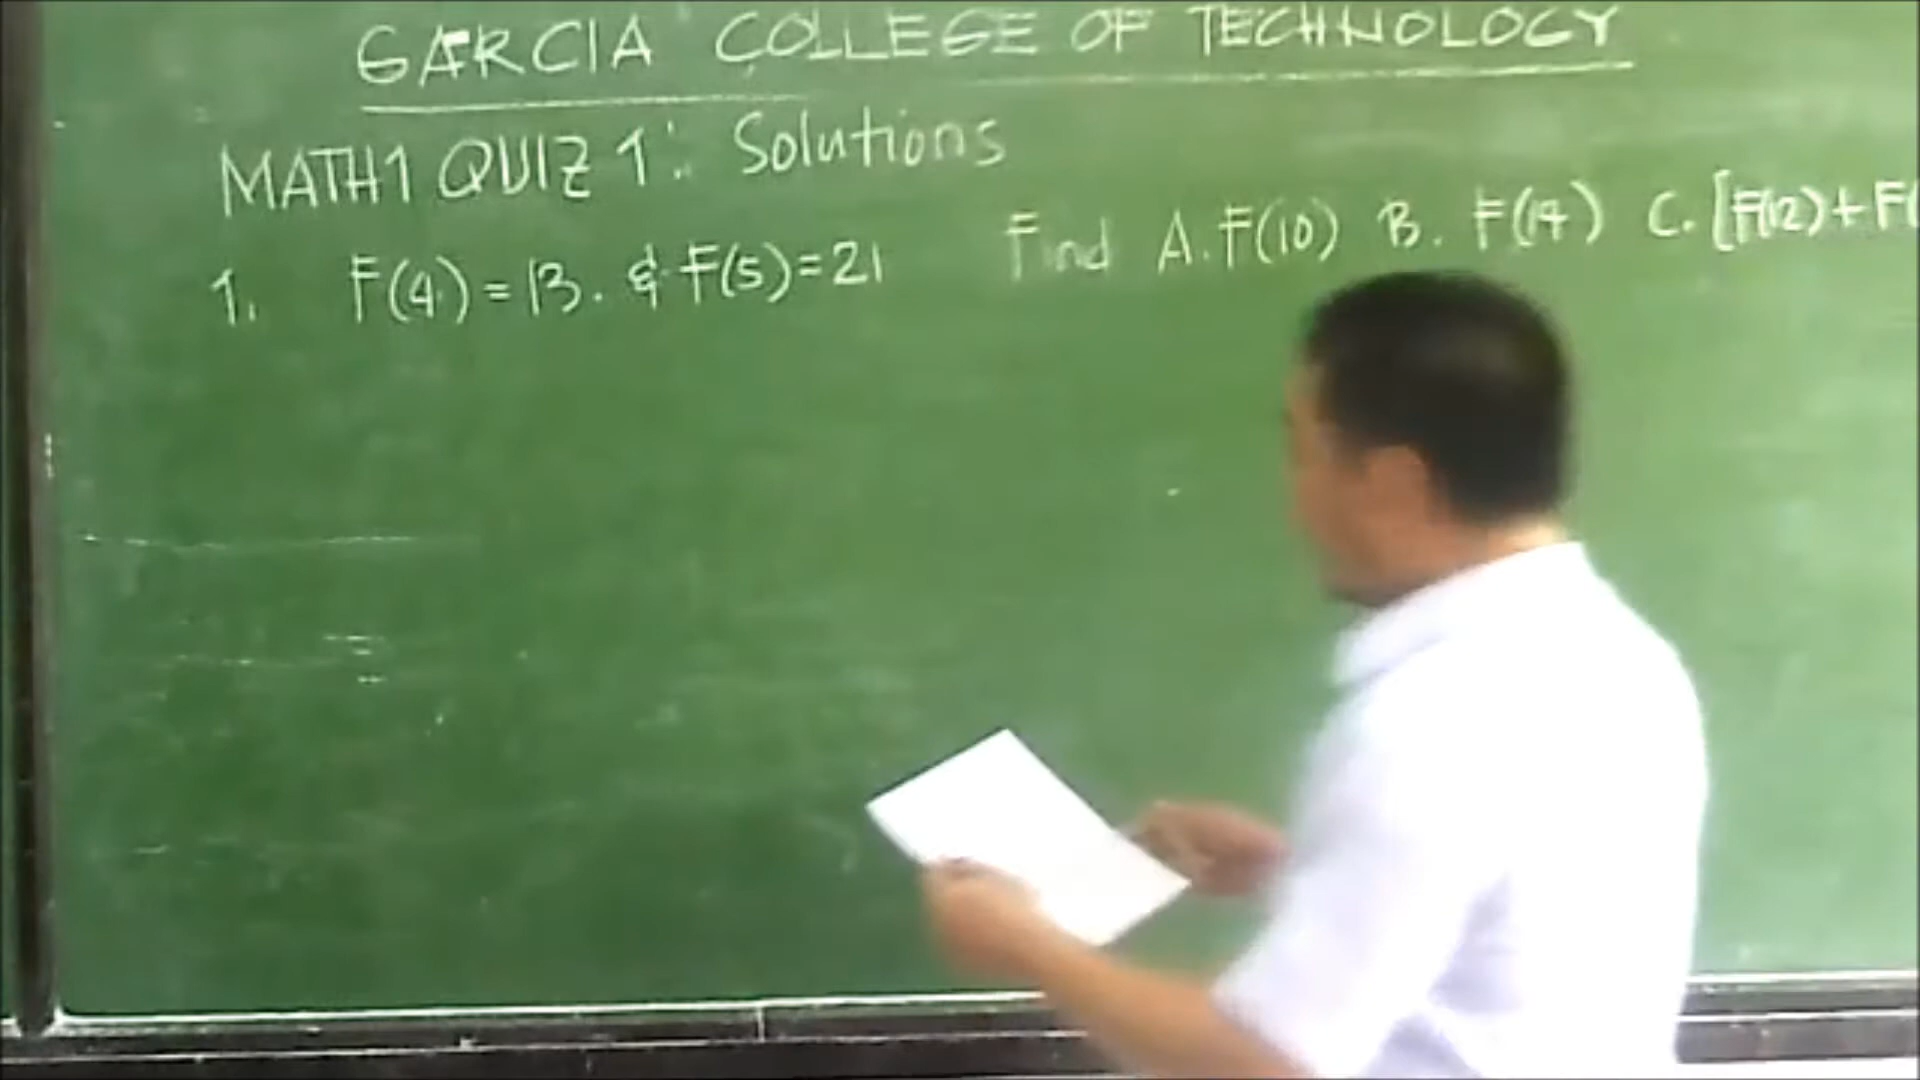 GARCIA COLLEGE OF TECHNOLOGY
MATH1 QUIZ 1: Solutions
1. F(4) = 13. & F(5)=21 Find A. F(10) B. F(14) C. [F(12)+F(